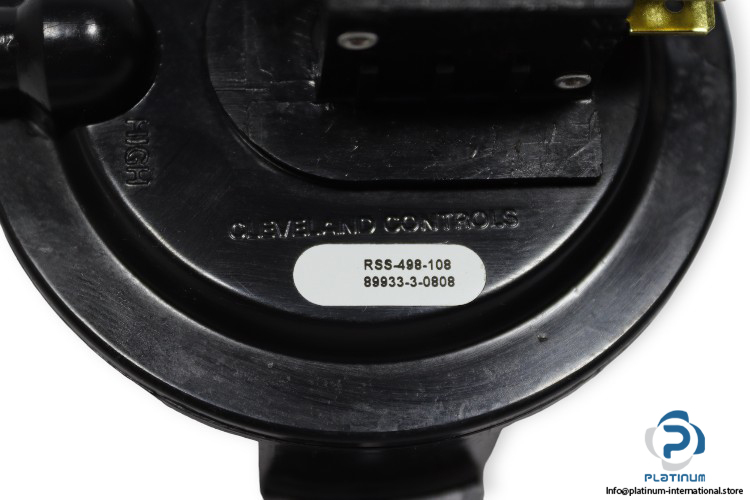 HIGH
CLEVELAND CONTROLS
RSS-498-108
89933-3-0808
PLATINUM
Info@platinum-international.store